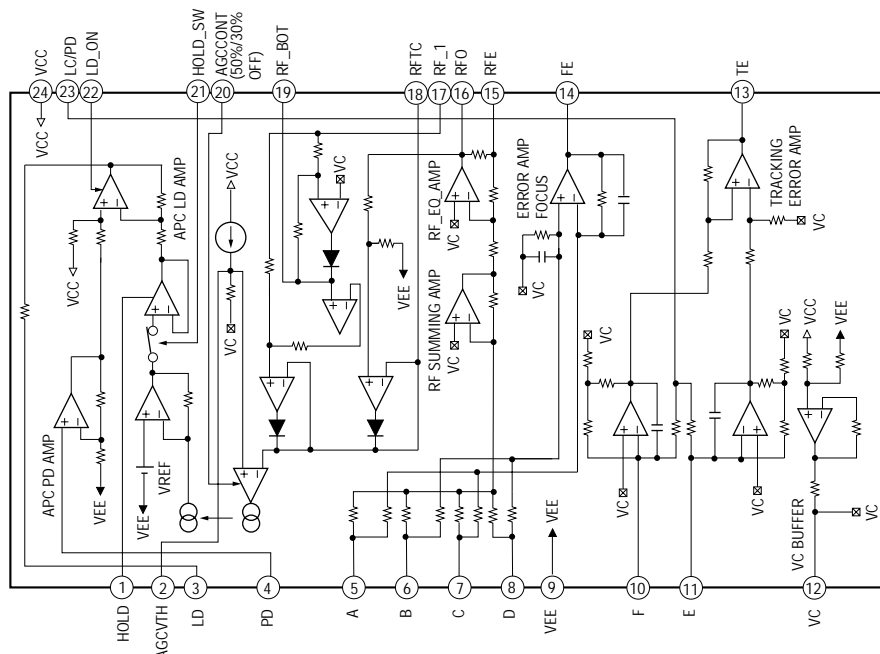 VCC
LC/PD
LD_ON
HOLD_SW
AGCCONT
(50%/30%
OFF)
RF_BOT
RFTC
RF_1
RFO
RFE
FE
TE
24
23
22
21
20
19
18
17
16
15
14
13
VCC
APC LD AMP
VCC
VCC
VC
VC
VEE
RF_EQ_AMP
VC
RF SUMMING AMP
VC
ERROR AMP
FOCUS
VC
TRACKING
ERROR AMP
VC
APC PD AMP
VEE
VREF
VEE
VEE
VC
VC
VC
VCC
VEE
VC
VC BUFFER
VC
1
2
3
4
5
6
7
8
9
10
11
12
HOLD
AGCVTH
LD
PD
A
B
C
D
VEE
F
E
VC